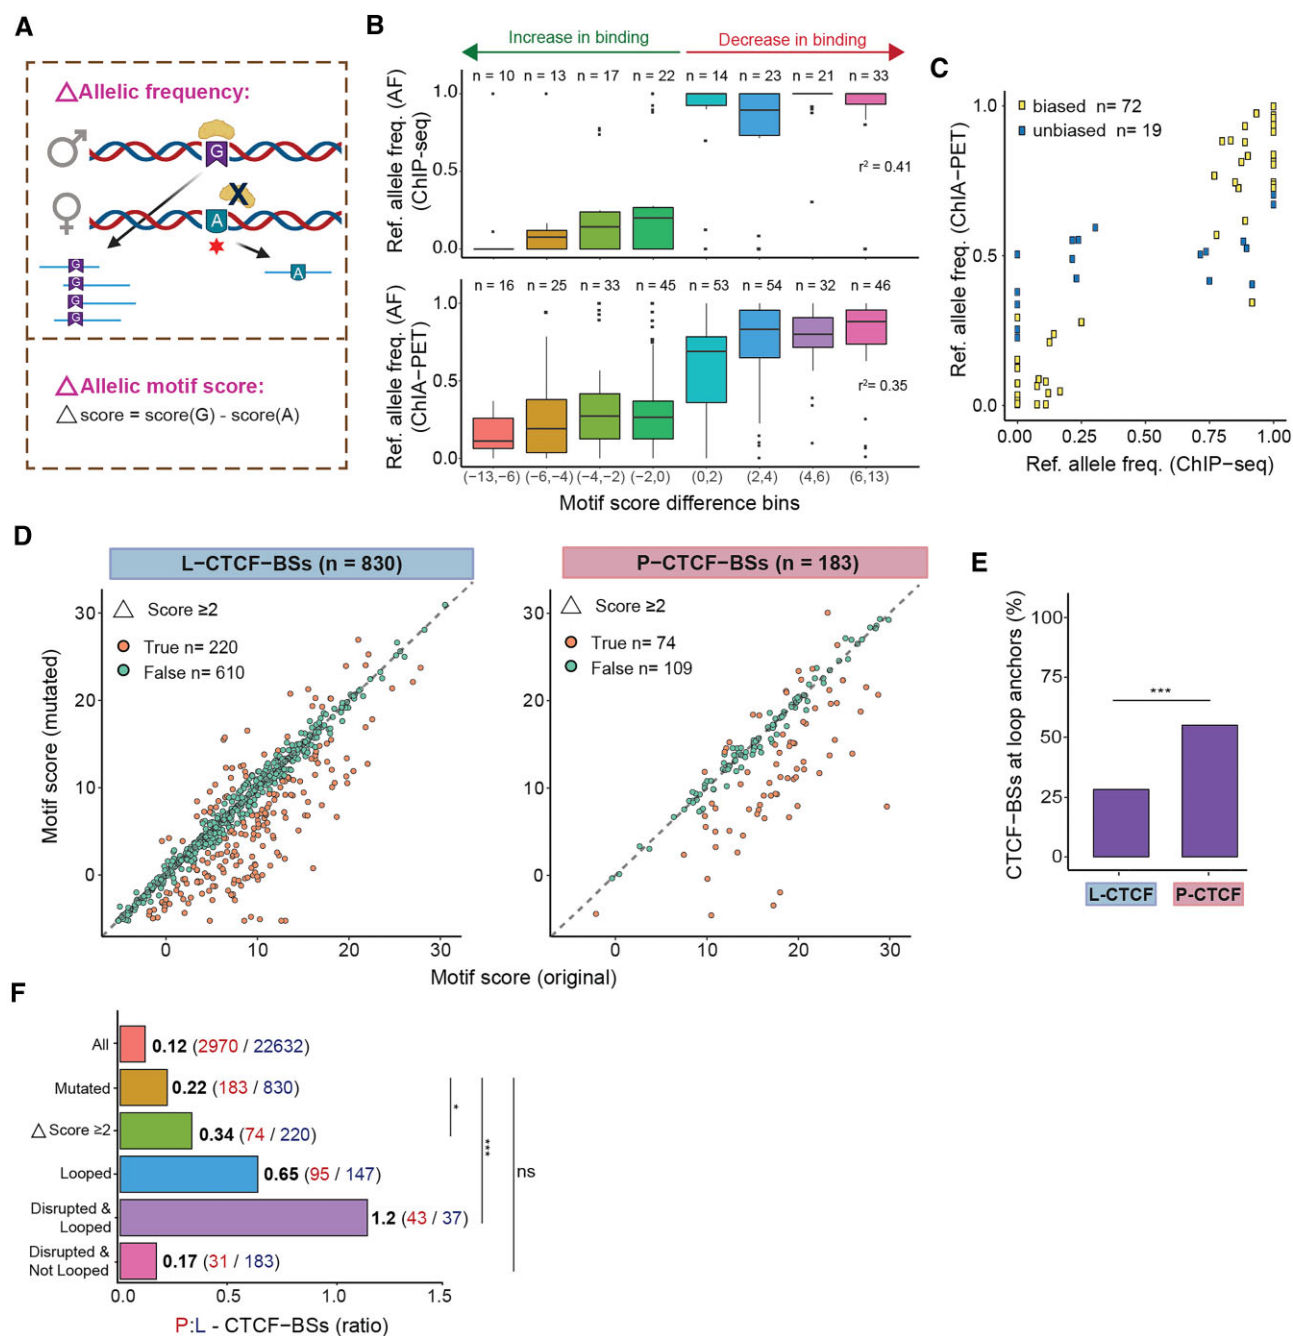 A
△Allelic frequency:
G
A
X
G
G
G
G
A
△Allelic motif score:
△ score = score(G) - score(A)
B
Increase in binding
Decrease in binding
n = 10 n = 13 n = 17 n = 22 n = 14 n = 23 n = 21 n = 33
Ref. allele freq. (AF)
(ChIP-seq)
1.0
0.5
0.0
r² = 0.41
n = 16 n = 25 n = 33 n = 45 n = 53 n = 54 n = 32 n = 46
Ref. allele freq. (AF)
(ChIA-PET)
1.0
0.5
0.0
r²= 0.35
(−13,−6) (−6,−4) (−4,−2) (−2,0) (0,2) (2,4) (4,6) (6,13)
Motif score difference bins
C
biased n= 72
unbiased n= 19
Ref. allele freq. (ChIA−PET)
1.0
0.5
0.0
0.00 0.25 0.50 0.75 1.00
Ref. allele freq. (ChIP−seq)
D
L−CTCF−BSs (n = 830)
△ Score ≥2
True n= 220
False n= 610
Motif score (mutated)
30
20
10
0
0 10 20 30
P−CTCF−BSs (n = 183)
△ Score ≥2
True n= 74
False n= 109
30
20
10
0
0 10 20 30
Motif score (original)
E
CTCF−BSs at loop anchors (%)
100
75
50
25
0
***
L-CTCF P-CTCF
F
All 0.12 (2970 / 22632)
Mutated 0.22 (183 / 830)
△ Score ≥2 0.34 (74 / 220)
Looped 0.65 (95 / 147)
Disrupted &
Looped 1.2 (43 / 37)
Disrupted &
Not Looped 0.17 (31 / 183)
*
***
ns
0.0 0.5 1.0 1.5
P:L - CTCF−BSs (ratio)